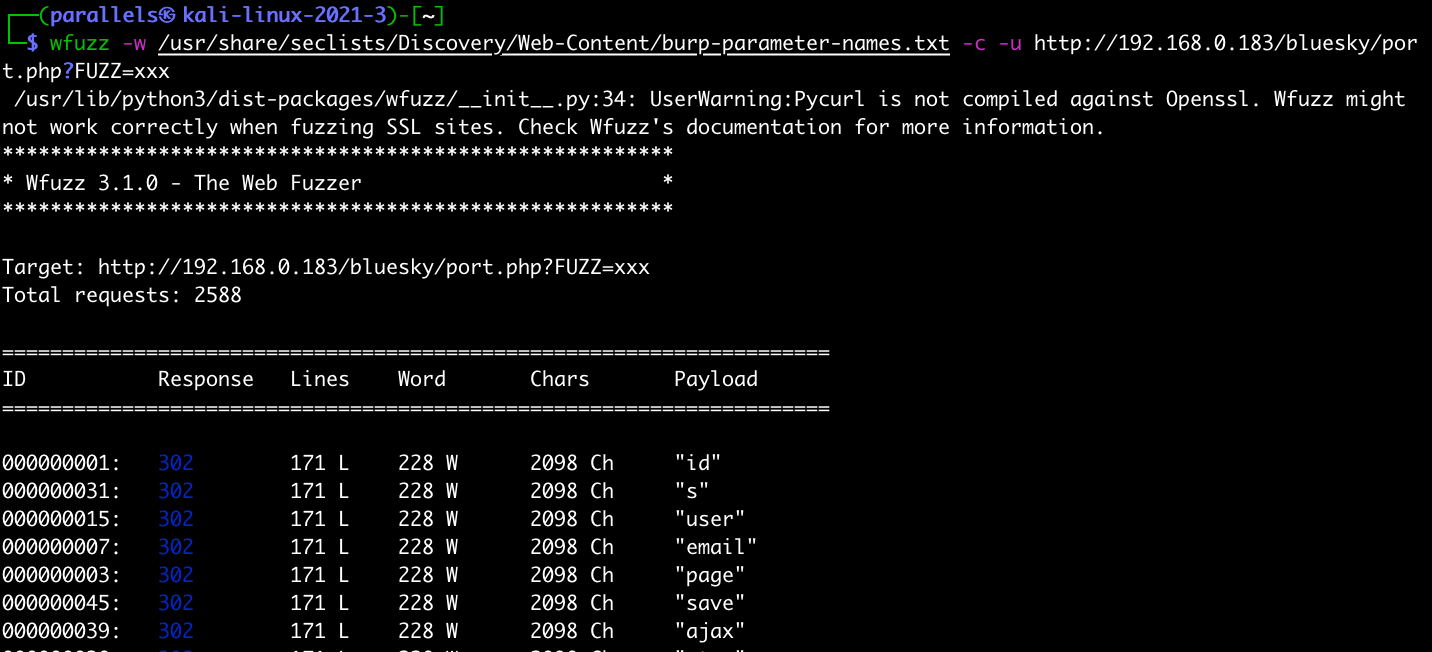 ┌──(parallels㉿kali-linux-2021-3)-[~]
└─$ wfuzz -w /usr/share/seclists/Discovery/Web-Content/burp-parameter-names.txt -c -u http://192.168.0.183/bluesky/por
t.php?FUZZ=xxx
/usr/lib/python3/dist-packages/wfuzz/__init__.py:34: UserWarning:Pycurl is not compiled against Openssl. Wfuzz might
not work correctly when fuzzing SSL sites. Check Wfuzz's documentation for more information.
********************************************************
* Wfuzz 3.1.0 - The Web Fuzzer                         *
********************************************************
Target: http://192.168.0.183/bluesky/port.php?FUZZ=xxx
Total requests: 2588
=====================================================================
ID           Response   Lines    Word       Chars       Payload
=====================================================================
000000001:   302        171 L    228 W      2098 Ch     "id"
000000031:   302        171 L    228 W      2098 Ch     "s"
000000015:   302        171 L    228 W      2098 Ch     "user"
000000007:   302        171 L    228 W      2098 Ch     "email"
000000003:   302        171 L    228 W      2098 Ch     "page"
000000045:   302        171 L    228 W      2098 Ch     "save"
000000039:   302        171 L    228 W      2098 Ch     "ajax"